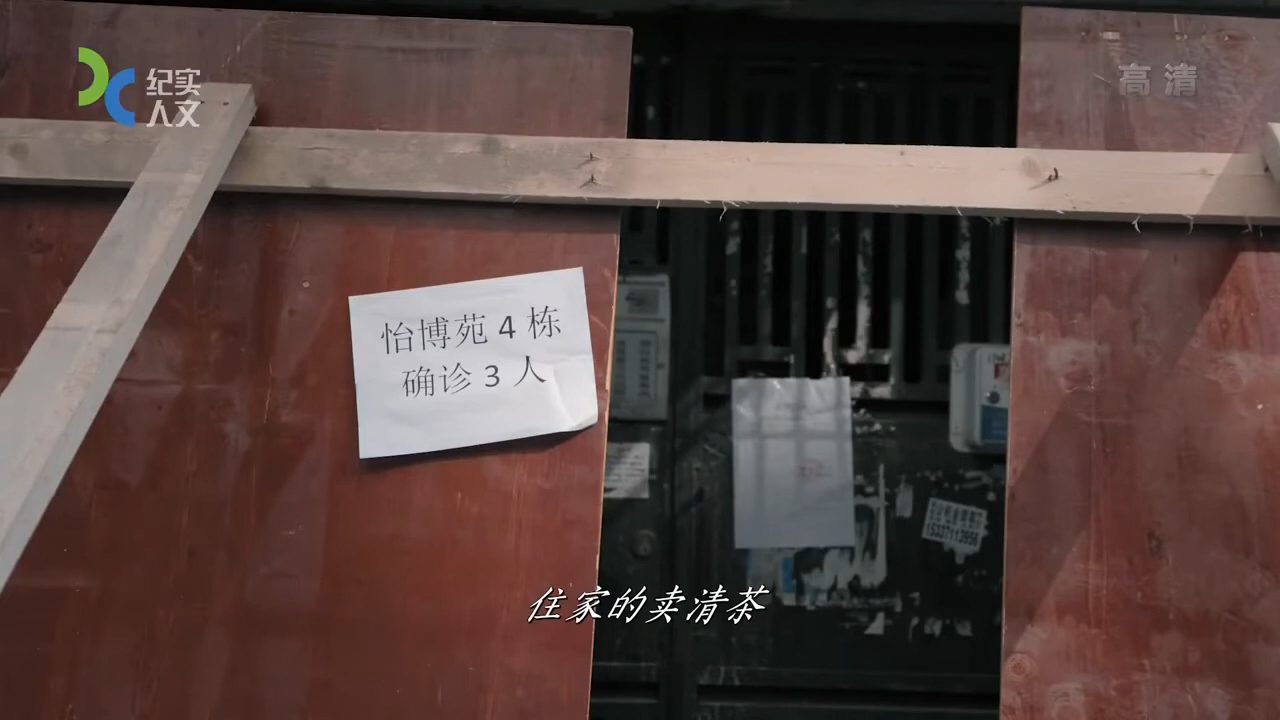 纪实
人文
高清
怡博苑4栋
确诊3人
住家的卖清茶